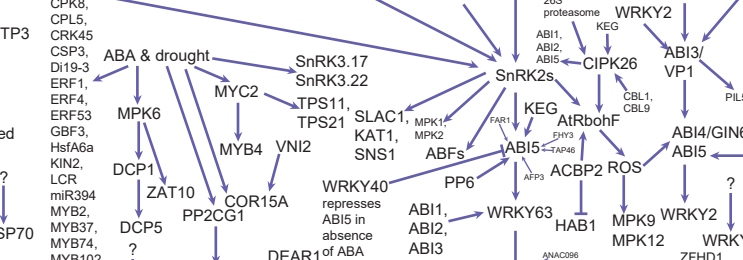 CPK8,
CPL5,
CRK45
CSP3,
Di19-3
ERF1,
ERF4,
ERF53
GBF3,
HsfA6a
KIN2,
LCR
miR394
MYB2,
MYB37,
MYB74,
MYB102
TP3
ed
?
SP70
ABA & drought
MPK6
DCP1
ZAT10
DCP5
?
MYC2
MYB4
VNI2
COR15A
PP2CG1
DEAR1
SnRK3.17
SnRK3.22
TPS11,
TPS21
SLAC1,
KAT1,
SNS1
MPK1,
MPK2
ABFs
WRKY40
represses
ABI5 in
absence
of ABA
SnRK2s
FAR1
KEG
ABI5
FHY3
TAP46
AFP3
PP6
ABI1,
ABI2,
ABI3
WRKY63
ANAC096
26S
proteasome
ABI1,
ABI2,
ABI5
KEG
CIPK26
CBL1,
CBL9
AtRbohF
ACBP2
HAB1
ROS
MPK9
MPK12
WRKY2
ABI3/
VP1
PIL5
ABI4/GIN6
ABI5
WRKY2
?
WRKY
ZFHD1